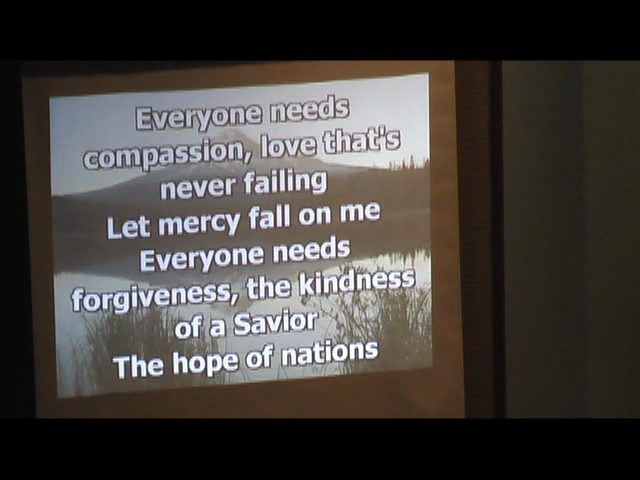 Everyone needs
compassion, love that's
never failing
Let mercy fall on me
Everyone needs
forgiveness, the kindness
of a Savior
The hope of nations